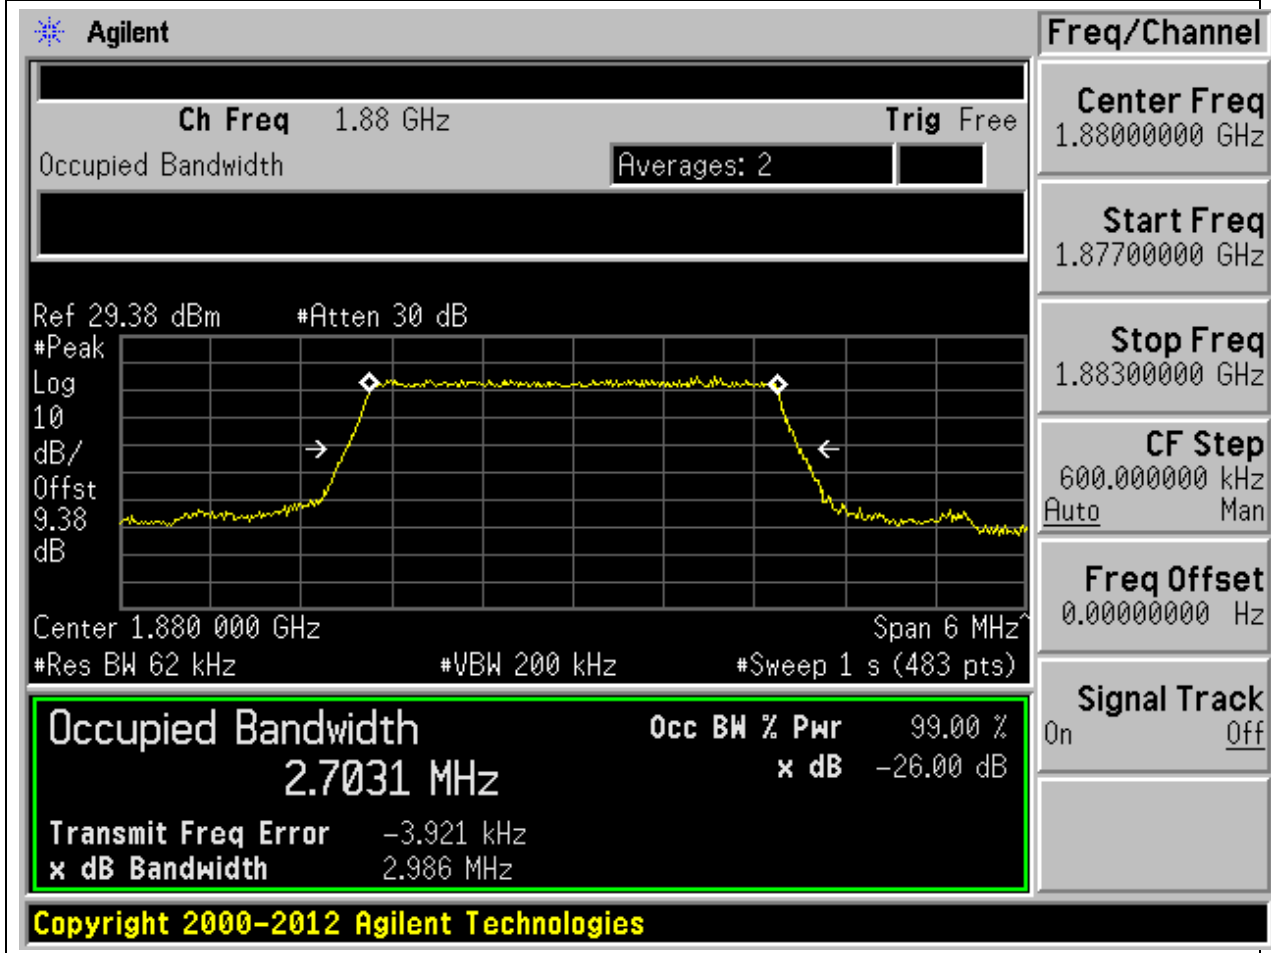 Agilent
Freq/Channel
Ch Freq 1.88 GHz
Trig Free
Occupied Bandwidth
Averages: 2
Ref 29.38 dBm
#Atten 30 dB
#Peak
Log
10
dB/
Offst
9.38
dB
Center 1.880 000 GHz
Span 6 MHz^
#Res BW 62 kHz
#VBW 200 kHz
#Sweep 1 s (483 pts)
Occupied Bandwidth
2.7031 MHz
Occ BW % Pwr 99.00 %
x dB -26.00 dB
Transmit Freq Error -3.921 kHz
x dB Bandwidth 2.986 MHz
Center Freq
1.88000000 GHz
Start Freq
1.87700000 GHz
Stop Freq
1.88300000 GHz
CF Step
600.000000 kHz
Auto Man
Freq Offset
0.00000000 Hz
Signal Track
On Off
Copyright 2000-2012 Agilent Technologies